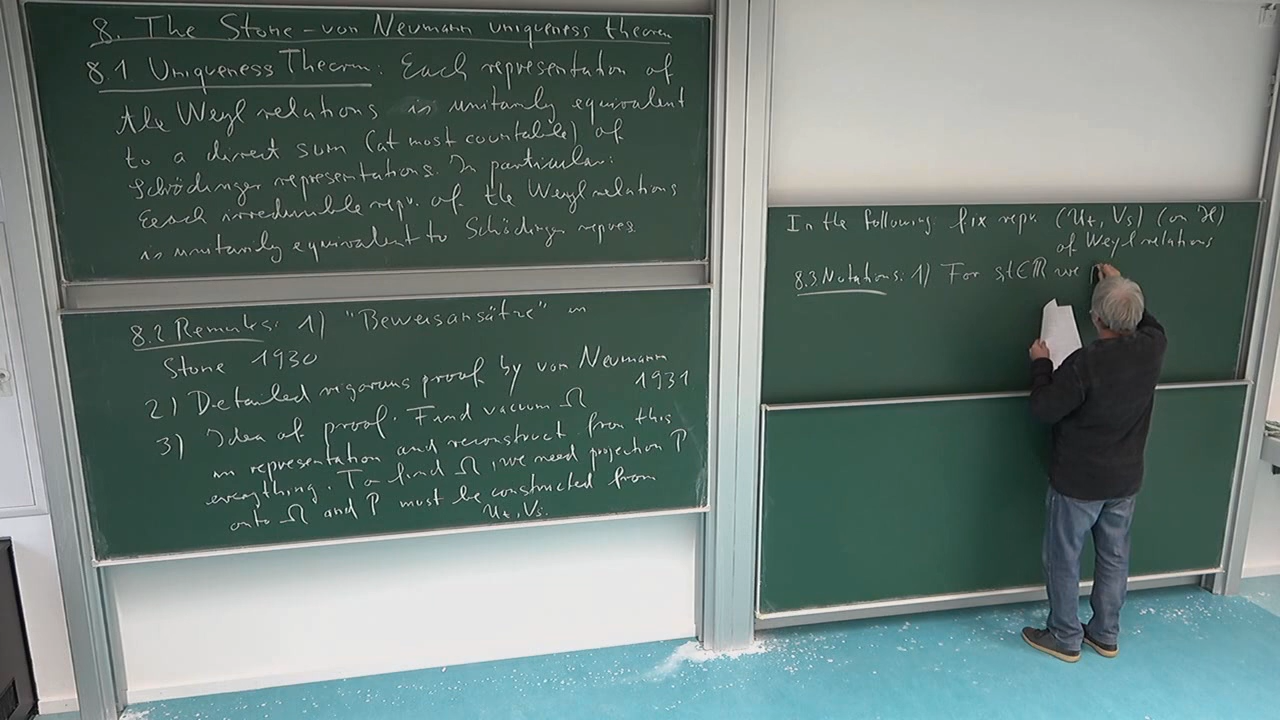 8. The Stone-von Neumann uniqueness theorem
8.1 Uniqueness Theorem: Each representation of
the Weyl relations is unitarily equivalent
to a direct sum (at most countable) of
Schrödinger representations. In particular:
Each irreducible repr. of the Weyl relations
is unitarily equivalent to Schrödinger repres
8.2 Remarks: 1) "Beweisansätze" in
Stone 1930
2) Detailed rigorous proof by von Neumann
1931
3) Idea of proof. Find vacuum Ω
in representation and reconstruct from this
everything. To find Ω, we need projection P
onto Ω and P must be constructed from
U_t, V_s.
In the following: fix repr. (U_t, V_s) (on ℋ)
of Weyl relations
8.3 Notations: 1) For s,t∈ℝ we